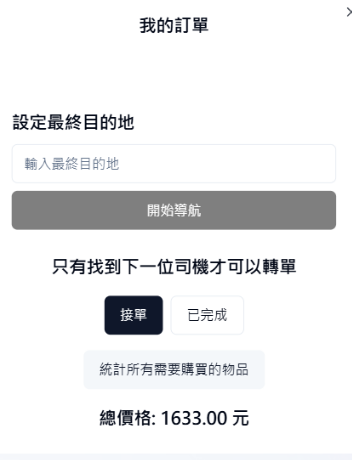 我的訂單
設定最終目的地
輸入最終目的地
開始導航
只有找到下一位司機才可以轉單
接單
已完成
統計所有需要購買的物品
總價格: 1633.00 元